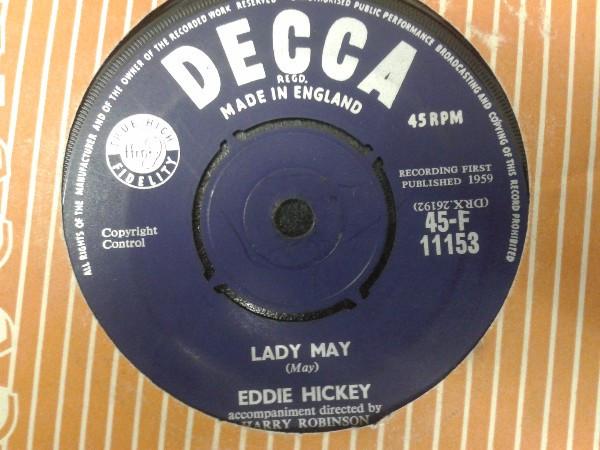 ALL RIGHTS OF THE MANUFACTURER AND OF THE OWNER OF THE RECORDED WORK RESERVED PUBLIC PERFORMANCE BROADCASTING AND COPYING OF THIS RECORD PROHIBITED
DECCA
REGD.
MADE IN ENGLAND
45 RPM
TRUE HIGH
FIDELITY
RECORDING FIRST
PUBLISHED 1959
(DRX.26192)
45-F
11153
Copyright
Control
LADY MAY
(May)
EDDIE HICKEY
accompaniment directed by
HARRY ROBINSON